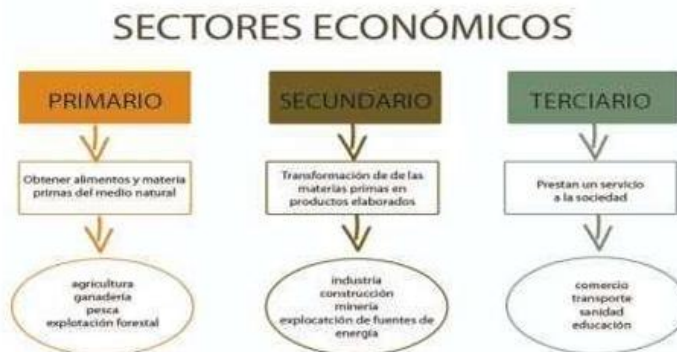 SECTORES ECONÓMICOS
PRIMARIO
Obtener alimentos y materia
primas del medio natural
agricultura
ganadería
pesca
explotación forestal
SECUNDARIO
Transformación de de las
materias primas en
productos elaborados
industria
construcción
minería
explocatción de fuentes de
energía
TERCIARIO
Prestan un servicio
a la sociedad
comercio
transporte
sanidad
educación